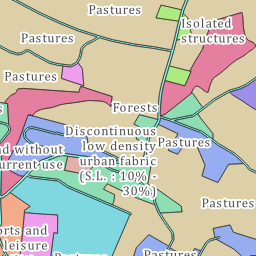 Pastures
Isolated
structures
Pastures
Pastures
Forests
Discontinuous
low density
urban fabric
(S.L. : 10% -
30%)
Pastures
without
current use
Pastures
orts and
leisure
Pastures
Pastures